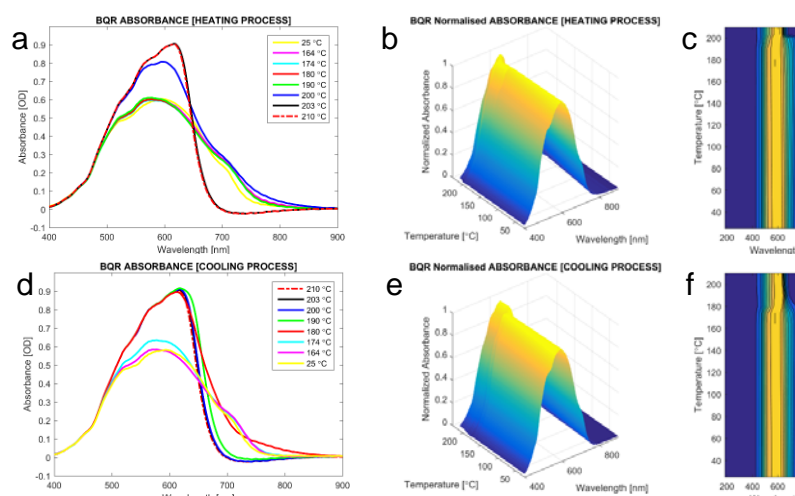 a
BQR ABSORBANCE [HEATING PROCESS]
Absorbance [OD]
0.9
0.8
0.7
0.6
0.5
0.4
0.3
0.2
0.1
0
-0.1
25 °C
164 °C
174 °C
180 °C
190 °C
200 °C
203 °C
210 °C
400 500 600 700 800 900
Wavelength [nm]
b
BQR Normalised ABSORBANCE [HEATING PROCESS]
Normalized Absorbance
1
0.8
0.6
0.4
0.2
0
200
150
100
50
400
600
800
Temperature [°C]
Wavelength [nm]
c
Temperature [°C]
200
180
160
140
120
100
80
60
40
200 400 600
Wavelength
d
BQR ABSORBANCE [COOLING PROCESS]
Absorbance [OD]
0.9
0.8
0.7
0.6
0.5
0.4
0.3
0.2
0.1
0
-0.1
210 °C
203 °C
200 °C
190 °C
180 °C
174 °C
164 °C
25 °C
400 500 600 700 800 900
Wavelength [nm]
e
BQR Normalised ABSORBANCE [COOLING PROCESS]
Normalized Absorbance
1
0.8
0.6
0.4
0.2
0
200
150
100
50
400
600
800
Temperature [°C]
Wavelength [nm]
f
Temperature [°C]
200
180
160
140
120
100
80
60
40
200 400 600